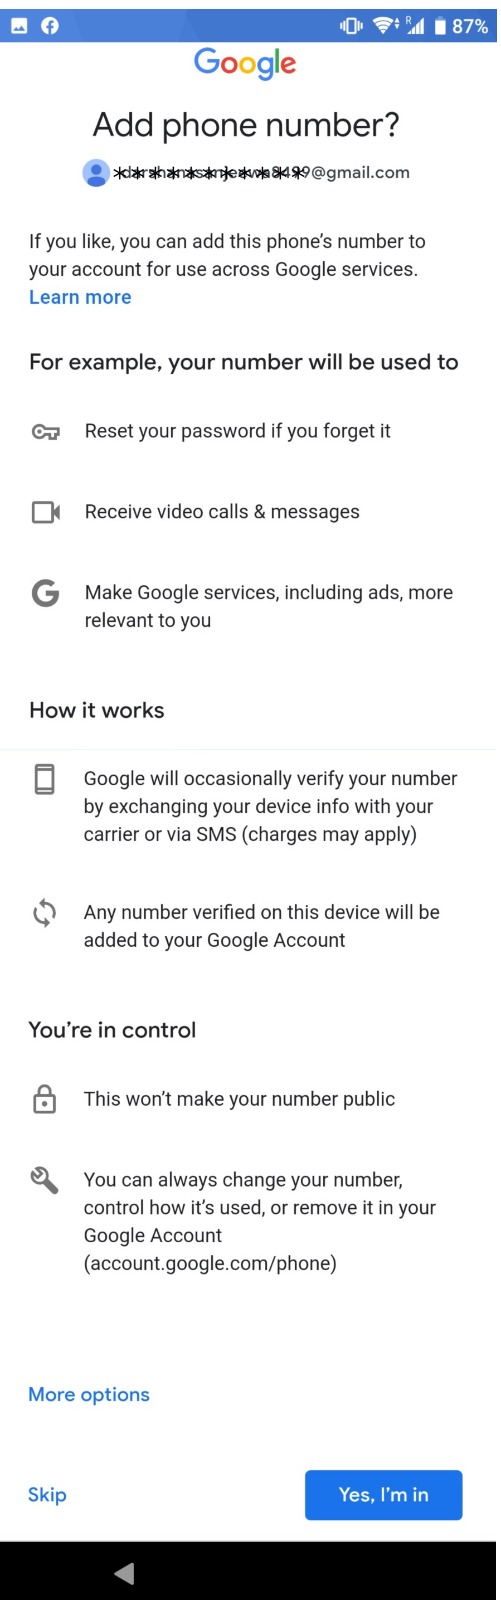 R 87%
Google
Add phone number?
@gmail.com
If you like, you can add this phone's number to
your account for use across Google services.
Learn more
For example, your number will be used to
Reset your password if you forget it
Receive video calls & messages
G Make Google services, including ads, more
relevant to you
How it works
Google will occasionally verify your number
by exchanging your device info with your
carrier or via SMS (charges may apply)
Any number verified on this device will be
added to your Google Account
You're in control
This won't make your number public
You can always change your number,
control how it's used, or remove it in your
Google Account
(account.google.com/phone)
More options
Skip Yes, I'm in